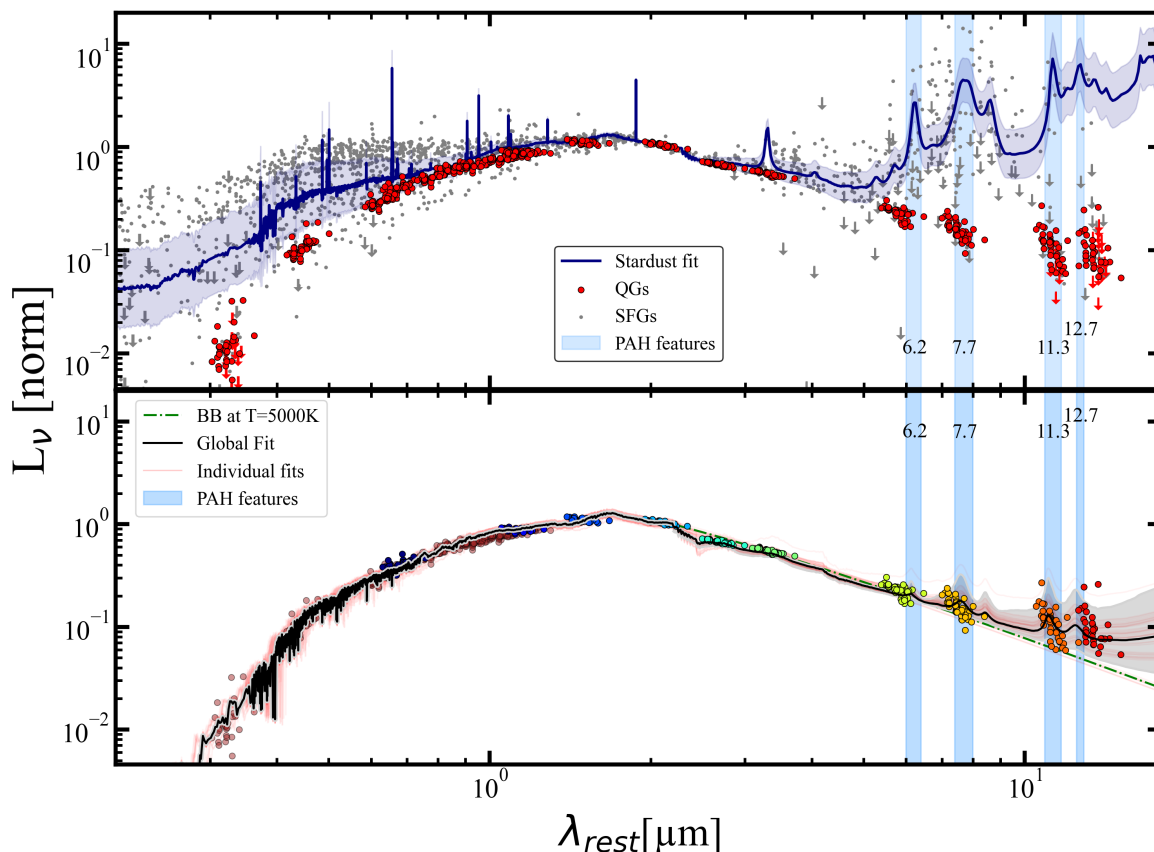 10¹
10⁰
10⁻¹
10⁻²
Stardust fit
QGs
SFGs
PAH features
6.2
7.7
11.3
12.7
L_ν [norm]
BB at T=5000K
Global Fit
Individual fits
PAH features
6.2
7.7
11.3
12.7
10¹
10⁰
10⁻¹
10⁻²
10⁰
10¹
λ_rest[μm]